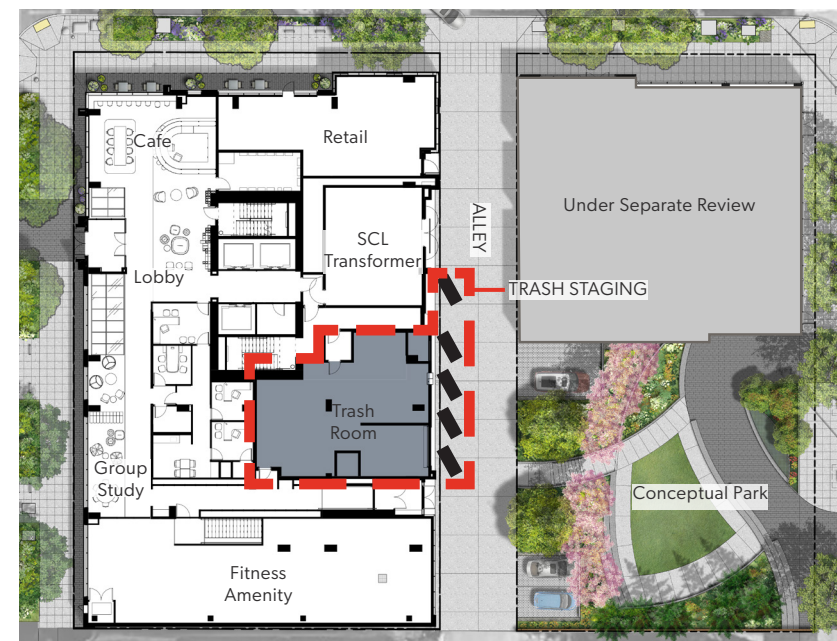 Cafe
Retail
Under Separate Review
ALLEY
SCL
Transformer
Lobby
TRASH STAGING
Trash
Room
Group
Study
Conceptual Park
Fitness
Amenity